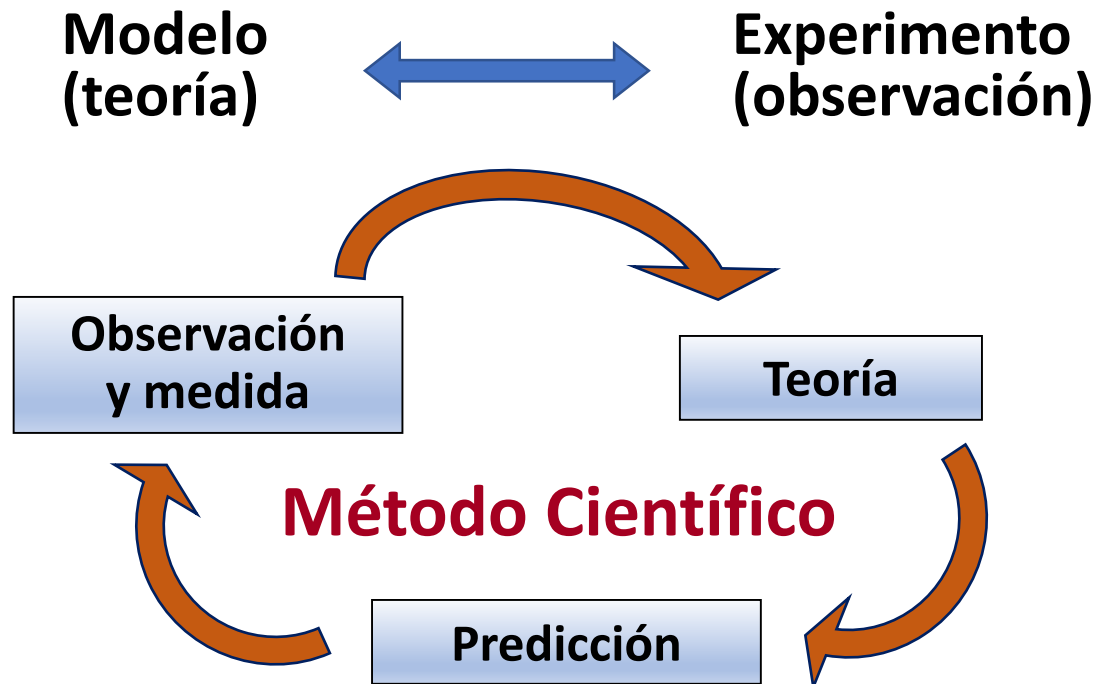 Modelo
(teoría)
Experimento
(observación)
Observación
y medida
Teoría
Método Científico
Predicción